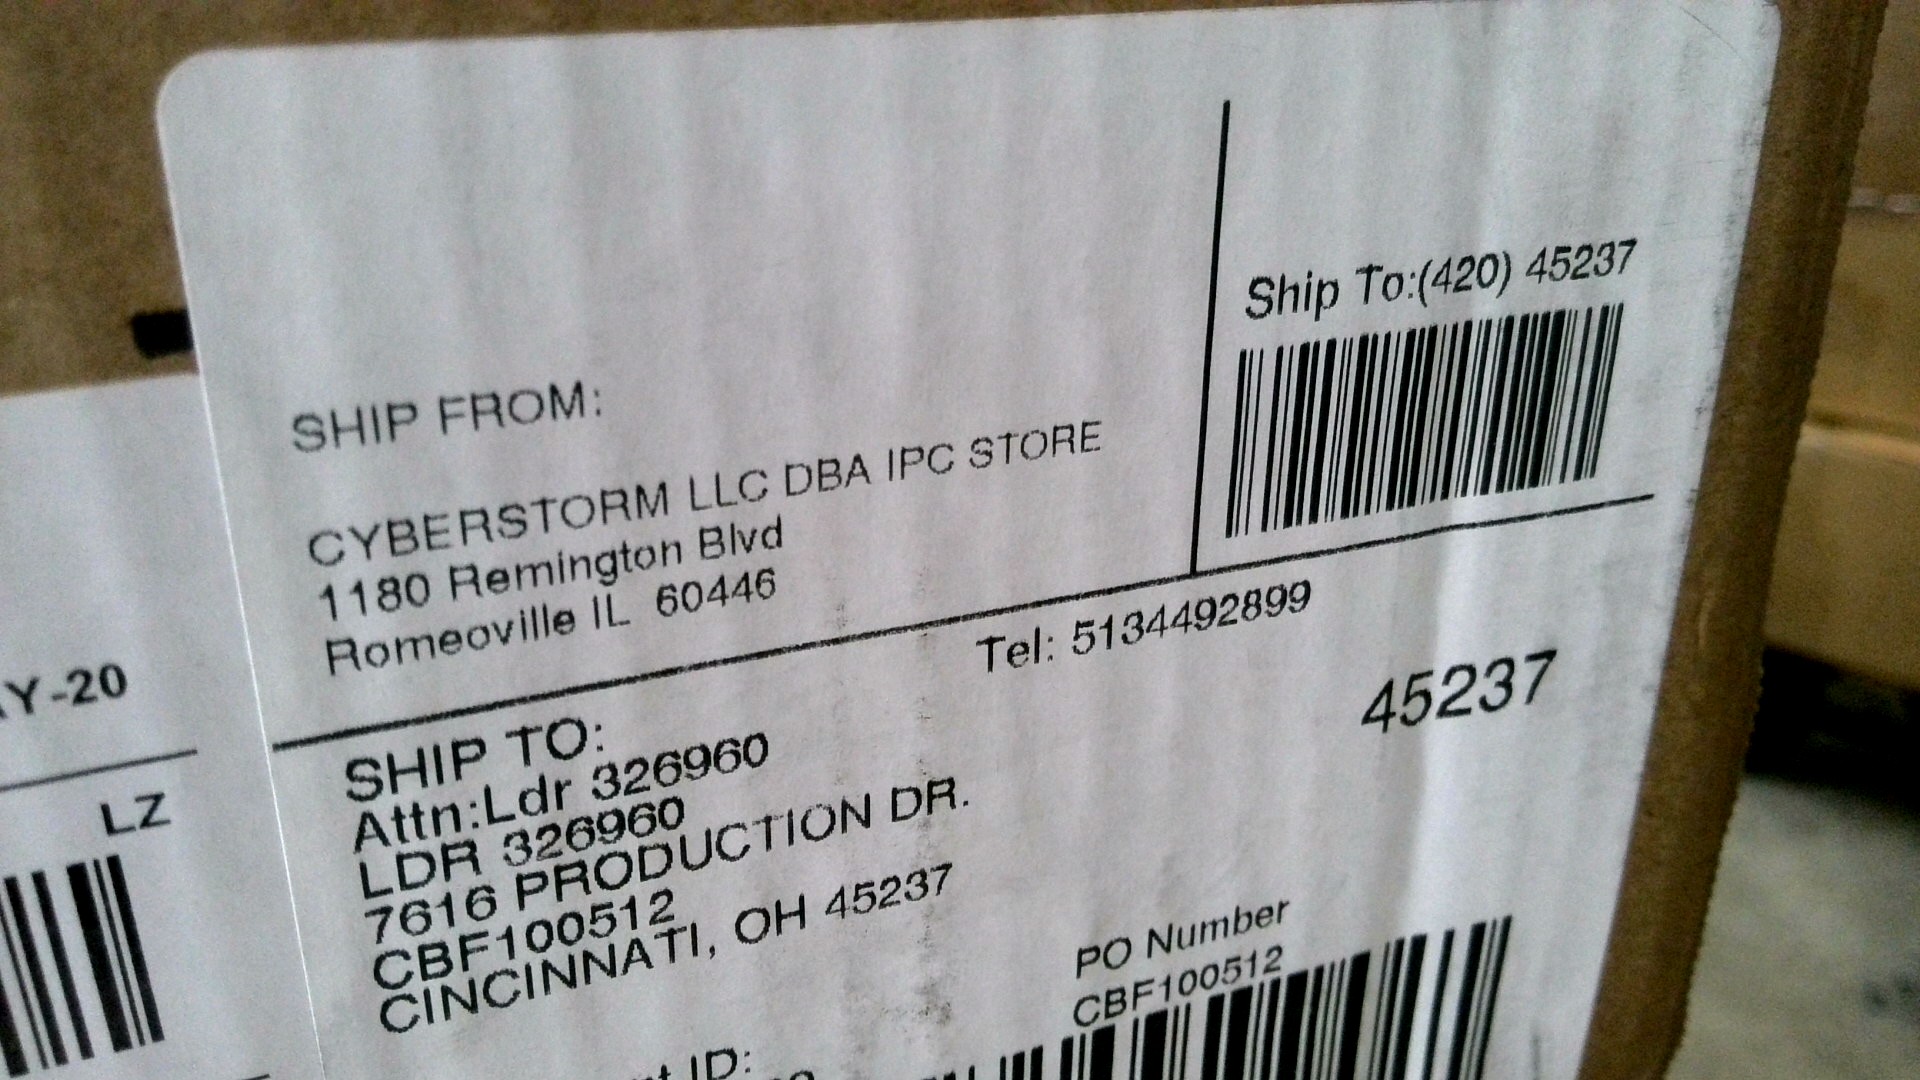 SHIP FROM:
CYBERSTORM LLC DBA IPC STORE
1180 Remington Blvd
Romeoville IL 60446
Ship To:(420) 45237
Tel: 5134492899
45237
SHIP TO:
Attn:Ldr 326960
LDR 326960
7616 PRODUCTION DR.
CBF100512
CINCINNATI, OH 45237
PO Number
CBF100512
ID:
Y-20
LZ